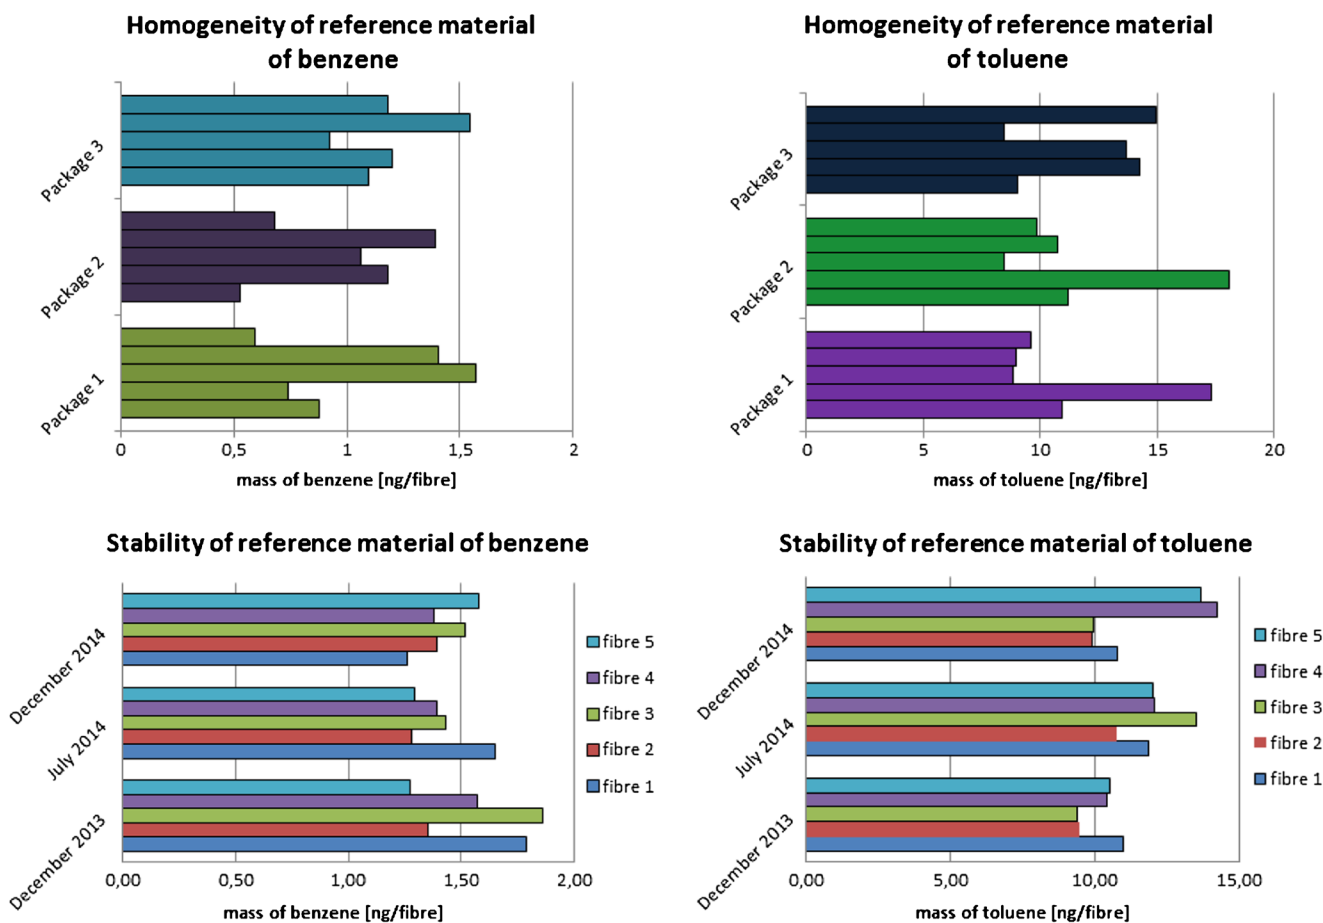 Homogeneity of reference material
of benzene
Package 3
Package 2
Package 1
0 0,5 1 1,5 2
mass of benzene [ng/fibre]
Homogeneity of reference material
of toluene
Package 3
Package 2
Package 1
0 5 10 15 20
mass of toluene [ng/fibre]
Stability of reference material of benzene
December 2014
July 2014
December 2013
fibre 5
fibre 4
fibre 3
fibre 2
fibre 1
0,00 0,50 1,00 1,50 2,00
mass of benzene [ng/fibre]
Stability of reference material of toluene
December 2014
July 2014
December 2013
fibre 5
fibre 4
fibre 3
fibre 2
fibre 1
0,00 5,00 10,00 15,00
mass of toluene [ng/fibre]